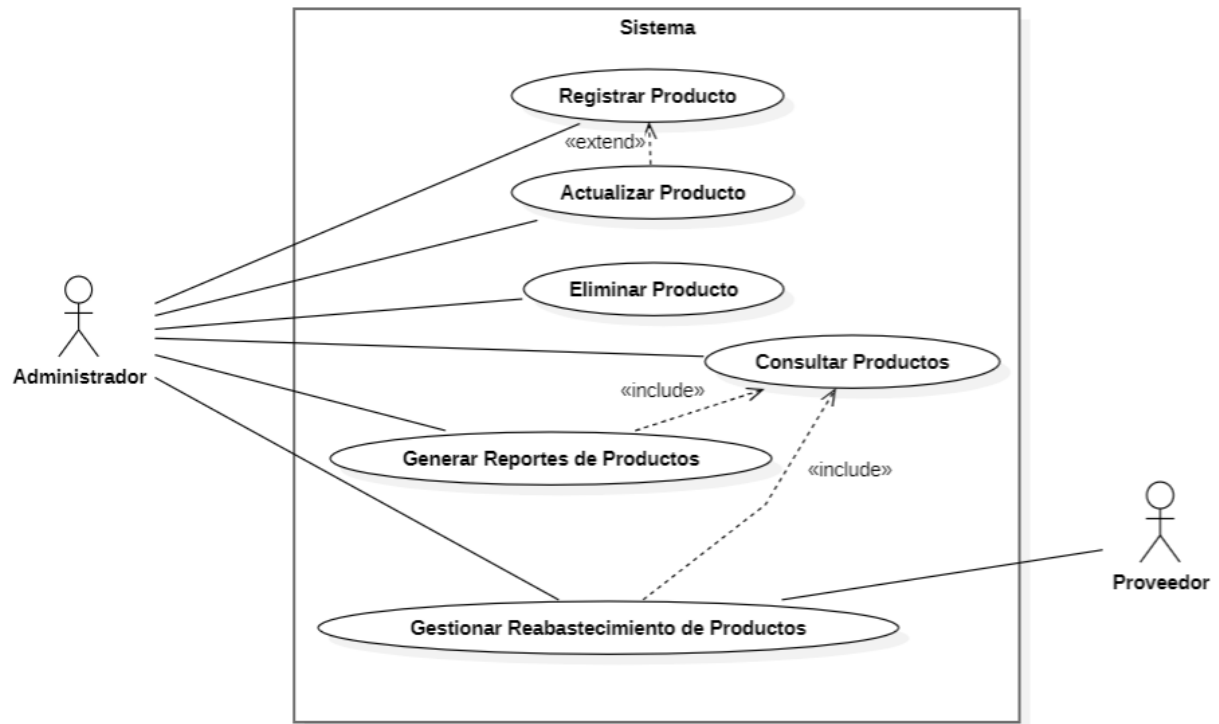 Sistema
Registrar Producto
«extend»
Actualizar Producto
Eliminar Producto
Administrador
Consultar Productos
«include»
Generar Reportes de Productos
«include»
Proveedor
Gestionar Reabastecimiento de Productos